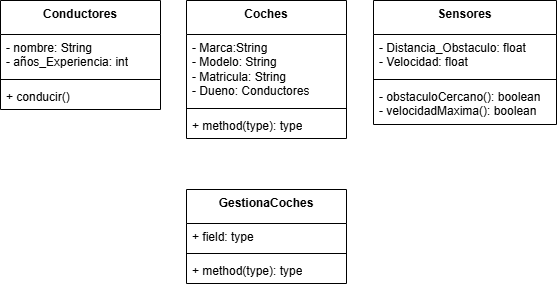 Conductores
- nombre: String
- años_Experiencia: int
+ conducir()
Coches
- Marca:String
- Modelo: String
- Matricula: String
- Dueno: Conductores
+ method(type): type
Sensores
- Distancia_Obstaculo: float
- Velocidad: float
- obstaculoCercano(): boolean
- velocidadMaxima(): boolean
GestionaCoches
+ field: type
+ method(type): type